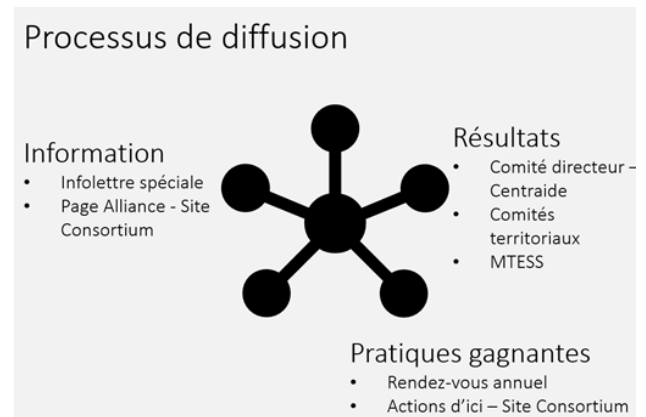 Processus de diffusion
Information
• Infolettre spéciale
• Page Alliance - Site
Consortium
Résultats
• Comité directeur –
Centraide
• Comités
territoriaux
• MTESS
Pratiques gagnantes
• Rendez-vous annuel
• Actions d'ici – Site Consortium